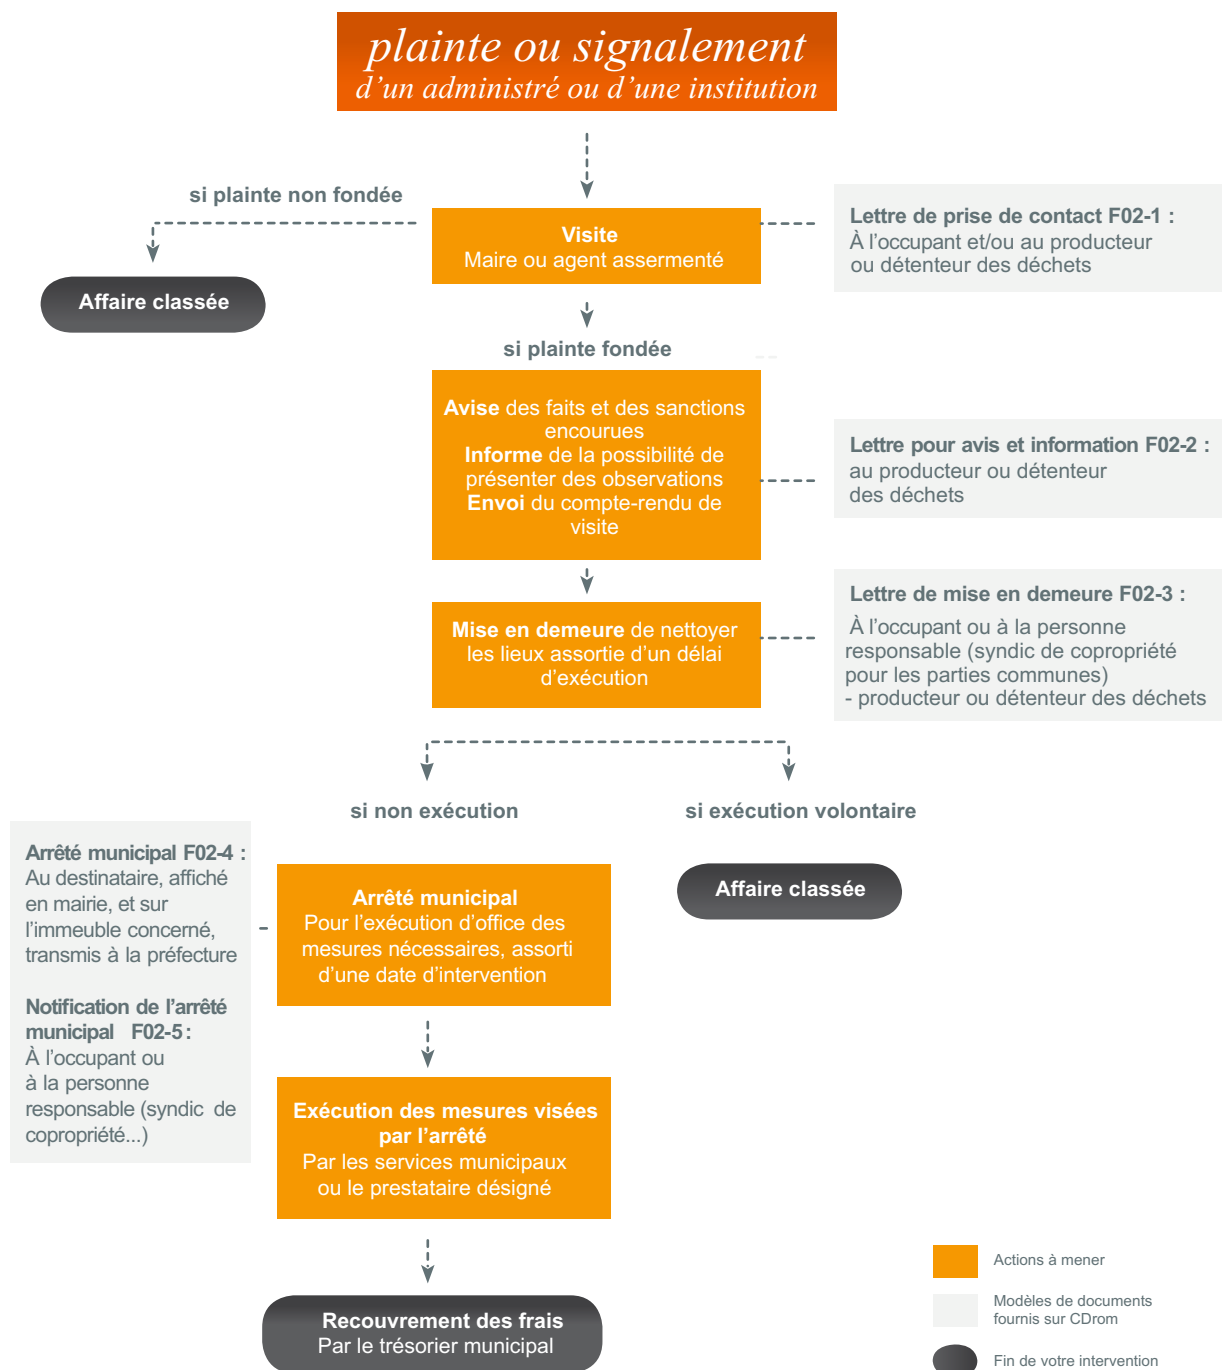 plainte ou signalement
d’un administré ou d’une institution
si plainte non fondée
Visite
Maire ou agent assermenté
Lettre de prise de contact F02-1 :
À l’occupant et/ou au producteur
ou détenteur des déchets
Affaire classée
si plainte fondée
Avise des faits et des sanctions
encourues
Informe de la possibilité de
présenter des observations
Envoi du compte-rendu de
visite
Lettre pour avis et information F02-2 :
au producteur ou détenteur
des déchets
Mise en demeure de nettoyer
les lieux assortie d’un délai
d’exécution
Lettre de mise en demeure F02-3 :
À l’occupant ou à la personne
responsable (syndic de copropriété
pour les parties communes)
- producteur ou détenteur des déchets
si non exécution
si exécution volontaire
Arrêté municipal F02-4 :
Au destinataire, affiché
en mairie, et sur
l’immeuble concerné,
transmis à la préfecture
Notification de l’arrêté
municipal F02-5 :
À l’occupant ou
à la personne
responsable (syndic de
copropriété...)
Arrêté municipal
Pour l’exécution d’office des
mesures nécessaires, assorti
d’une date d’intervention
Affaire classée
Exécution des mesures visées
par l’arrêté
Par les services municipaux
ou le prestataire désigné
Recouvrement des frais
Par le trésorier municipal
Actions à mener
Modèles de documents
fournis sur CDrom
Fin de votre intervention